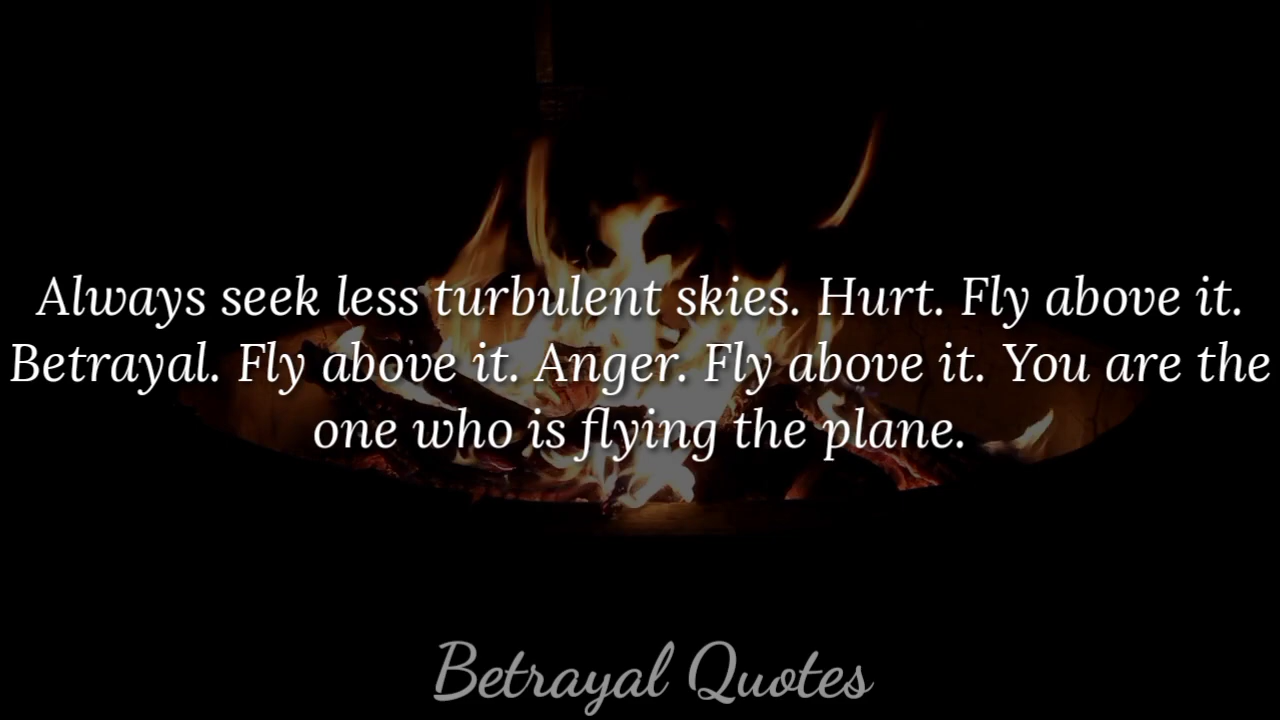 Always seek less turbulent skies. Hurt. Fly above it.
Betrayal. Fly above it. Anger. Fly above it. You are the
one who is flying the plane.
Betrayal Quotes